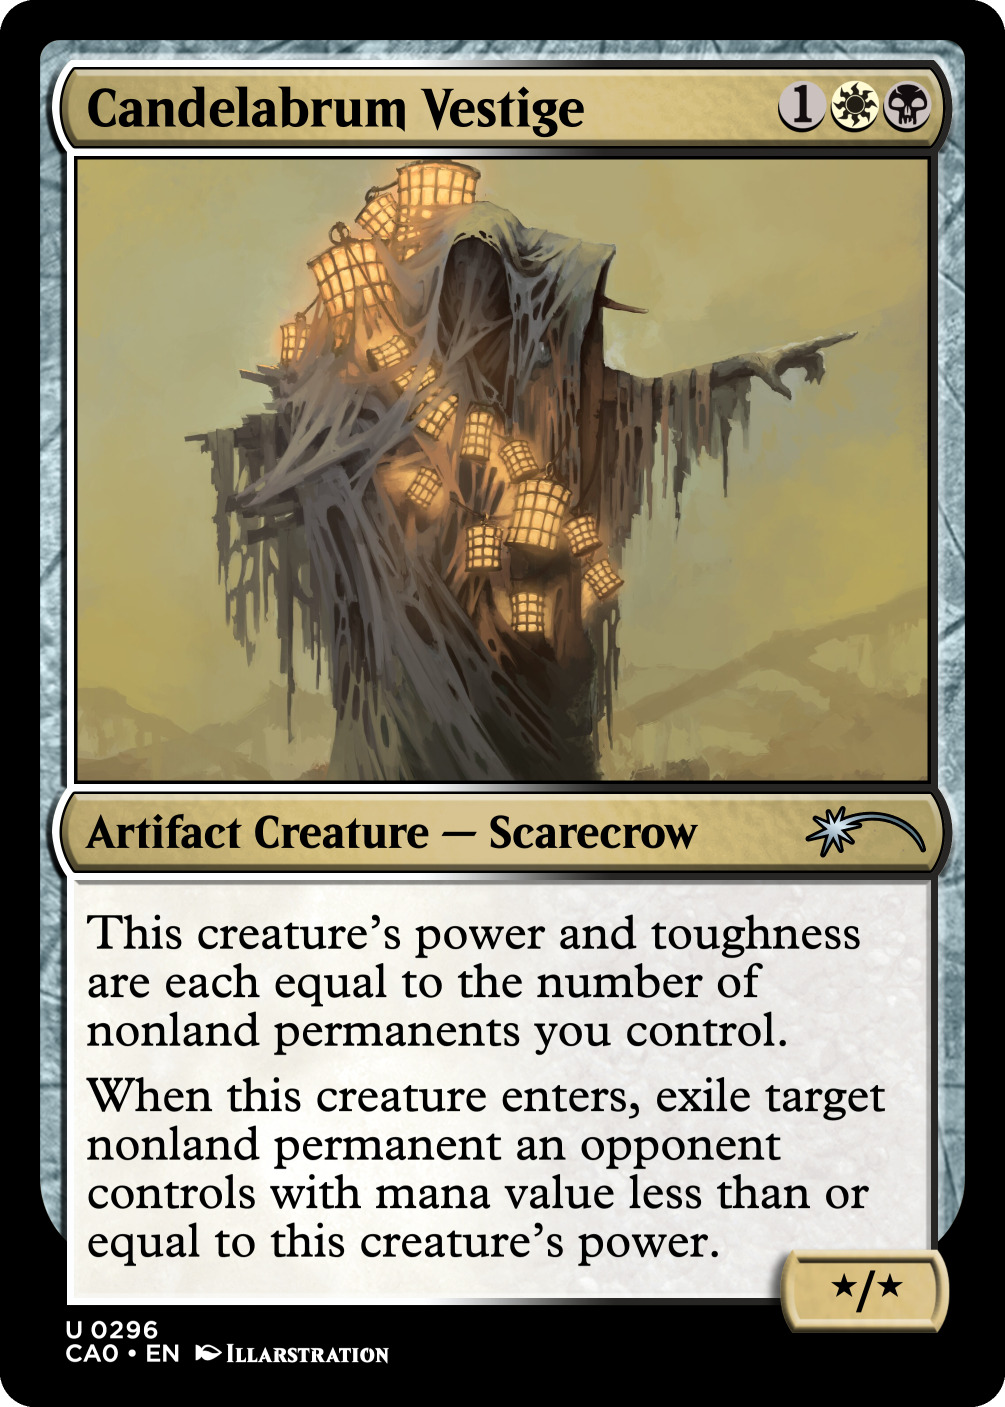 Candelabrum Vestige 1
Artifact Creature — Scarecrow
This creature’s power and toughness
are each equal to the number of
nonland permanents you control.
When this creature enters, exile target
nonland permanent an opponent
controls with mana value less than or
equal to this creature’s power.
★/★
U 0296
CAO • EN Illarstration